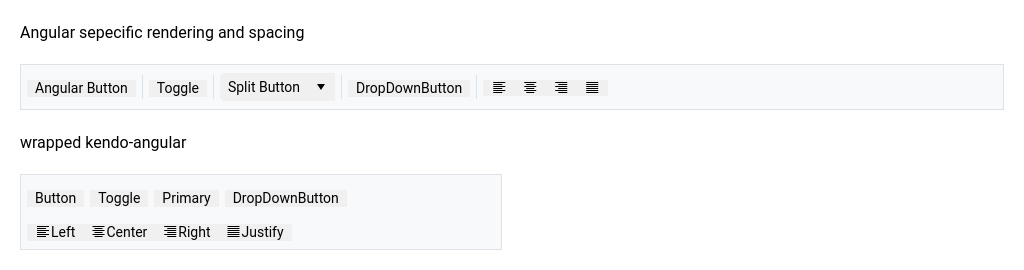 Angular sepecific rendering and spacing
Angular Button Toggle Split Button DropDownButton
wrapped kendo-angular
Button Toggle Primary DropDownButton
Left Center Right Justify